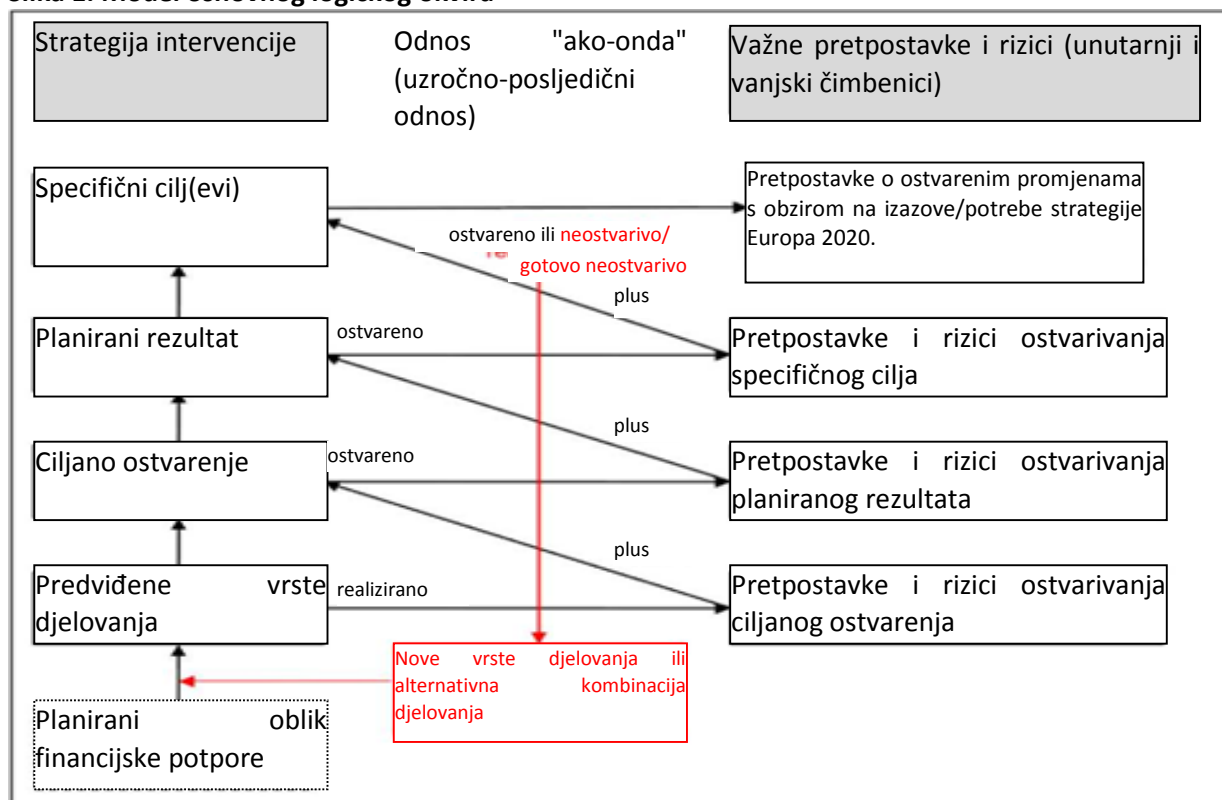 Strategija intervencije
Odnos "ako-onda"
(uzročno-posljedični
odnos)
Važne pretpostavke i rizici (unutarnji i
vanjski čimbenici)
Specifični cilj(evi)
Pretpostavke o ostvarenim promjenama
s obzirom na izazove/potrebe strategije
Europa 2020.
ostvareno ili neostvarivo/
gotovo neostvarivo
plus
Planirani rezultat
ostvareno
Pretpostavke i rizici ostvarivanja
specifičnog cilja
plus
Ciljano ostvarenje
ostvareno
Pretpostavke i rizici ostvarivanja
planiranog rezultata
plus
Predviđene vrste
djelovanja
realizirano
Pretpostavke i rizici ostvarivanja
ciljanog ostvarenja
Nove vrste djelovanja ili
alternativna kombinacija
djelovanja
Planirani oblik
financijske potpore